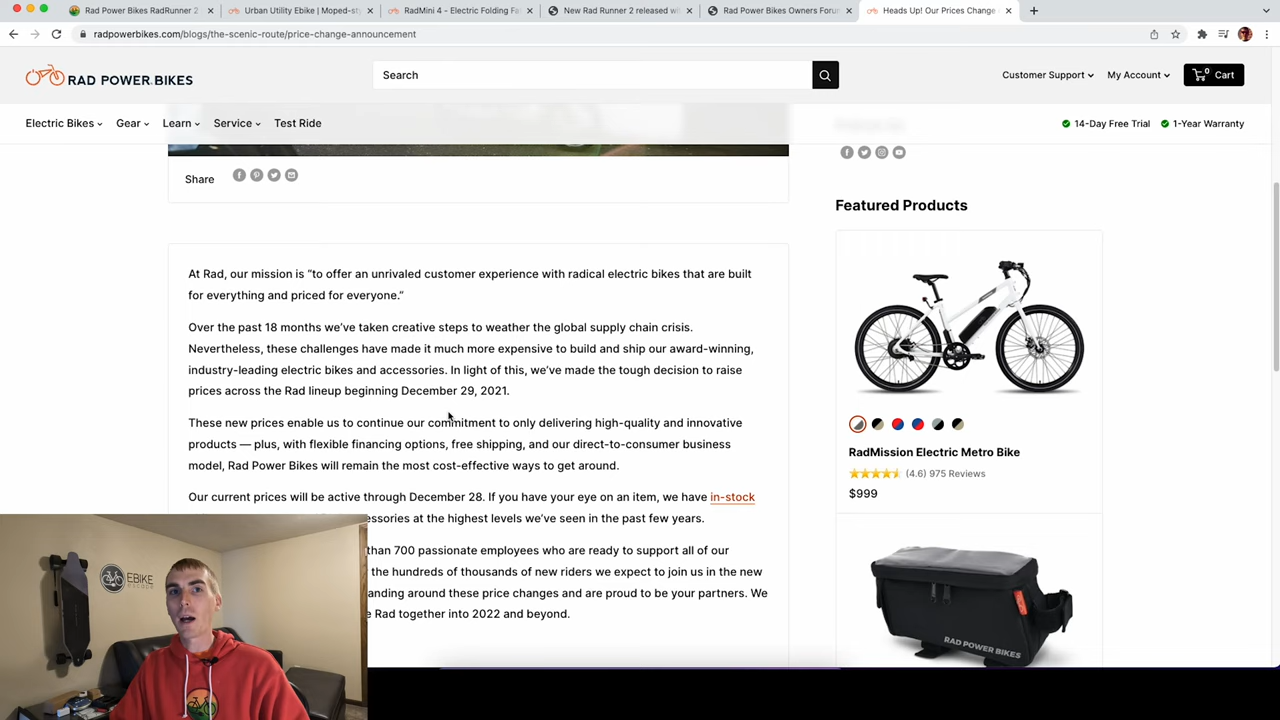 Rad Power Bikes RadRunner 2
Urban Utility Ebike | Moped-st
RadMini 4 - Electric Folding Fa
New Rad Runner 2 released wi
Rad Power Bikes Owners Forum
Heads Up! Our Prices Change
radpowerbikes.com/blogs/the-scenic-route/price-change-announcement
RAD POWER BIKES
Search
Customer Support
My Account
0 Cart
Electric Bikes
Gear
Learn
Service
Test Ride
14-Day Free Trial
1-Year Warranty
Share
At Rad, our mission is “to offer an unrivaled customer experience with radical electric bikes that are built
for everything and priced for everyone.”
Over the past 18 months we’ve taken creative steps to weather the global supply chain crisis.
Nevertheless, these challenges have made it much more expensive to build and ship our award-winning,
industry-leading electric bikes and accessories. In light of this, we’ve made the tough decision to raise
prices across the Rad lineup beginning December 29, 2021.
These new prices enable us to continue our commitment to only delivering high-quality and innovative
products — plus, with flexible financing options, free shipping, and our direct-to-consumer business
model, Rad Power Bikes will remain the most cost-effective ways to get around.
Our current prices will be active through December 28. If you have your eye on an item, we have in-stock
essories at the highest levels we’ve seen in the past few years.
than 700 passionate employees who are ready to support all of our
the hundreds of thousands of new riders we expect to join us in the new
anding around these price changes and are proud to be your partners. We
e Rad together into 2022 and beyond.
Featured Products
RadMission Electric Metro Bike
(4.6) 975 Reviews
$999
RAD POWER BIKES
EBIKE
ESCAPE